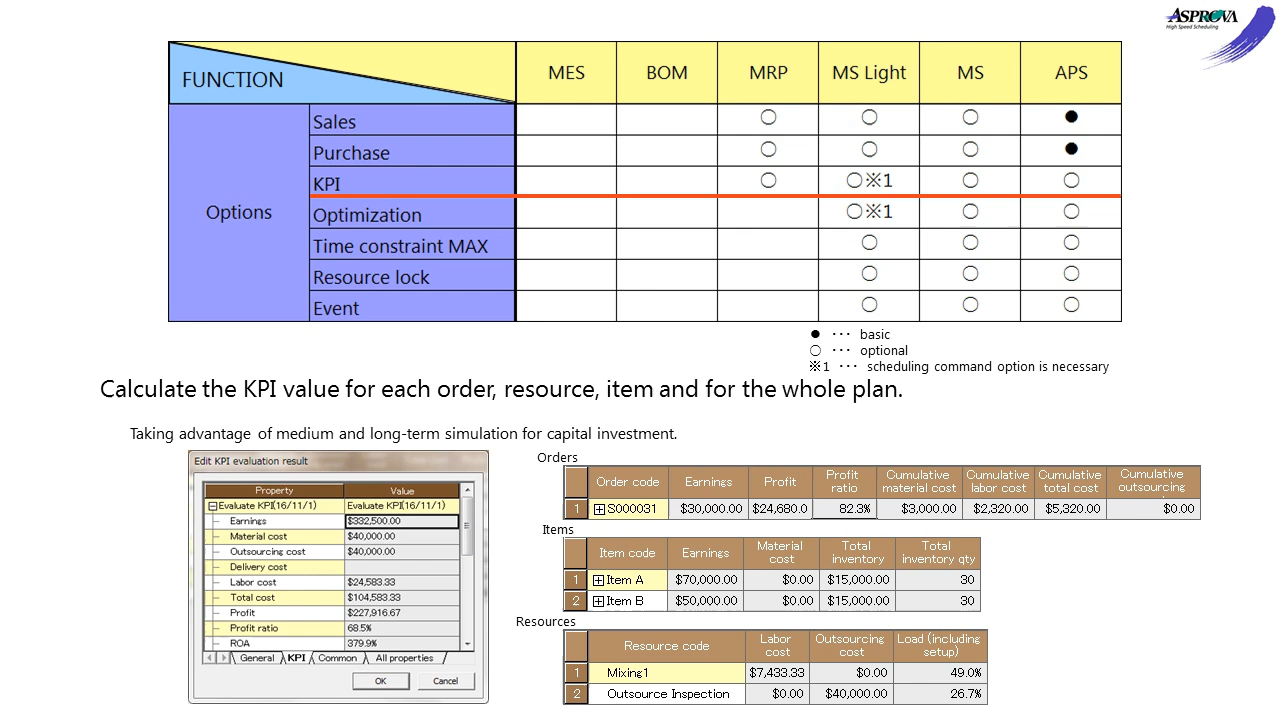 ASPROVA
High Speed Scheduling
FUNCTION MES BOM MRP MS Light MS APS
Options
Sales ○ ○ ○ ●
Purchase ○ ○ ○ ●
KPI ○ ○※1 ○ ○
Optimization ○※1 ○ ○
Time constraint MAX ○ ○ ○
Resource lock ○ ○ ○
Event ○ ○ ○
● ･･･ basic
○ ･･･ optional
※1 ･･･ scheduling command option is necessary
Calculate the KPI value for each order, resource, item and for the whole plan.
Taking advantage of medium and long-term simulation for capital investment.
Edit KPI evaluation result
Property Value
Evaluate KPI(16/11/1) Evaluate KPI(16/11/1)
Earnings $332,500.00
Material cost $40,000.00
Outsourcing cost $40,000.00
Delivery cost
Labor cost $24,583.33
Total cost $104,583.33
Profit $227,916.67
Profit ratio 68.5%
ROA 379.9%
General KPI Common All properties
OK Cancel
Orders
Order code Earnings Profit Profit ratio Cumulative material cost Cumulative labor cost Cumulative total cost Cumulative outsourcing
1 S000031 $30,000.00 $24,680.0 82.3% $3,000.00 $2,320.00 $5,320.00 $0.00
Items
Item code Earnings Material cost Total inventory Total inventory qty
1 Item A $70,000.00 $0.00 $15,000.00 30
2 Item B $50,000.00 $0.00 $15,000.00 30
Resources
Resource code Labor cost Outsourcing cost Load (including setup)
1 Mixing1 $7,433.33 $0.00 49.0%
2 Outsource Inspection $0.00 $40,000.00 26.7%